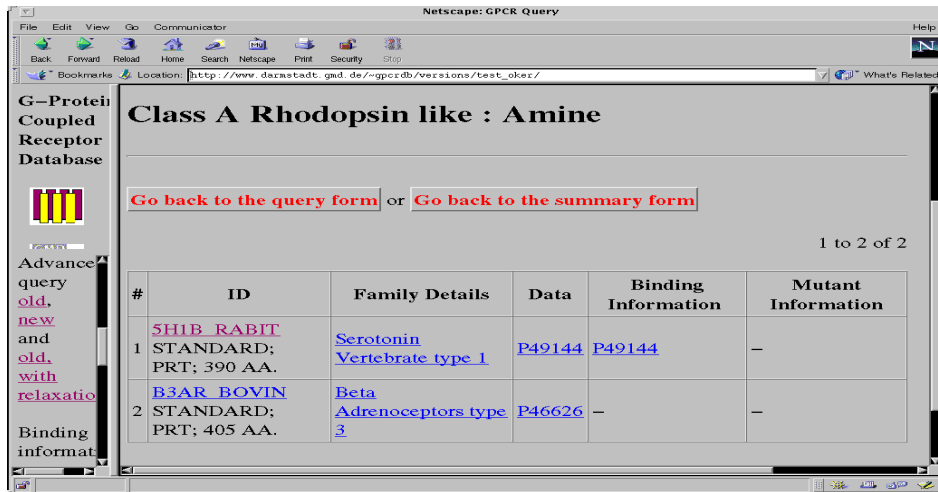 Netscape: GPCR Query
File Edit View Go Communicator Help
Back Forward Reload Home Search Netscape Print Security Stop
My
N
Bookmarks Location: http://www.darmstadt.gmd.de/~gpcrdb/versions/test_oker/ What's Related
G-Protein
Coupled
Receptor
Database
Advance
query
old,
new
and
old,
with
relaxatio
Binding
informat
Class A Rhodopsin like : Amine
Go back to the query form or Go back to the summary form
1 to 2 of 2
# ID Family Details Data Binding Information Mutant Information
1 5H1B_RABIT STANDARD; PRT; 390 AA. Serotonin Vertebrate type 1 P49144 P49144 –
2 B3AR_BOVIN STANDARD; PRT; 405 AA. Beta Adrenoceptors type 3 P46626 – –